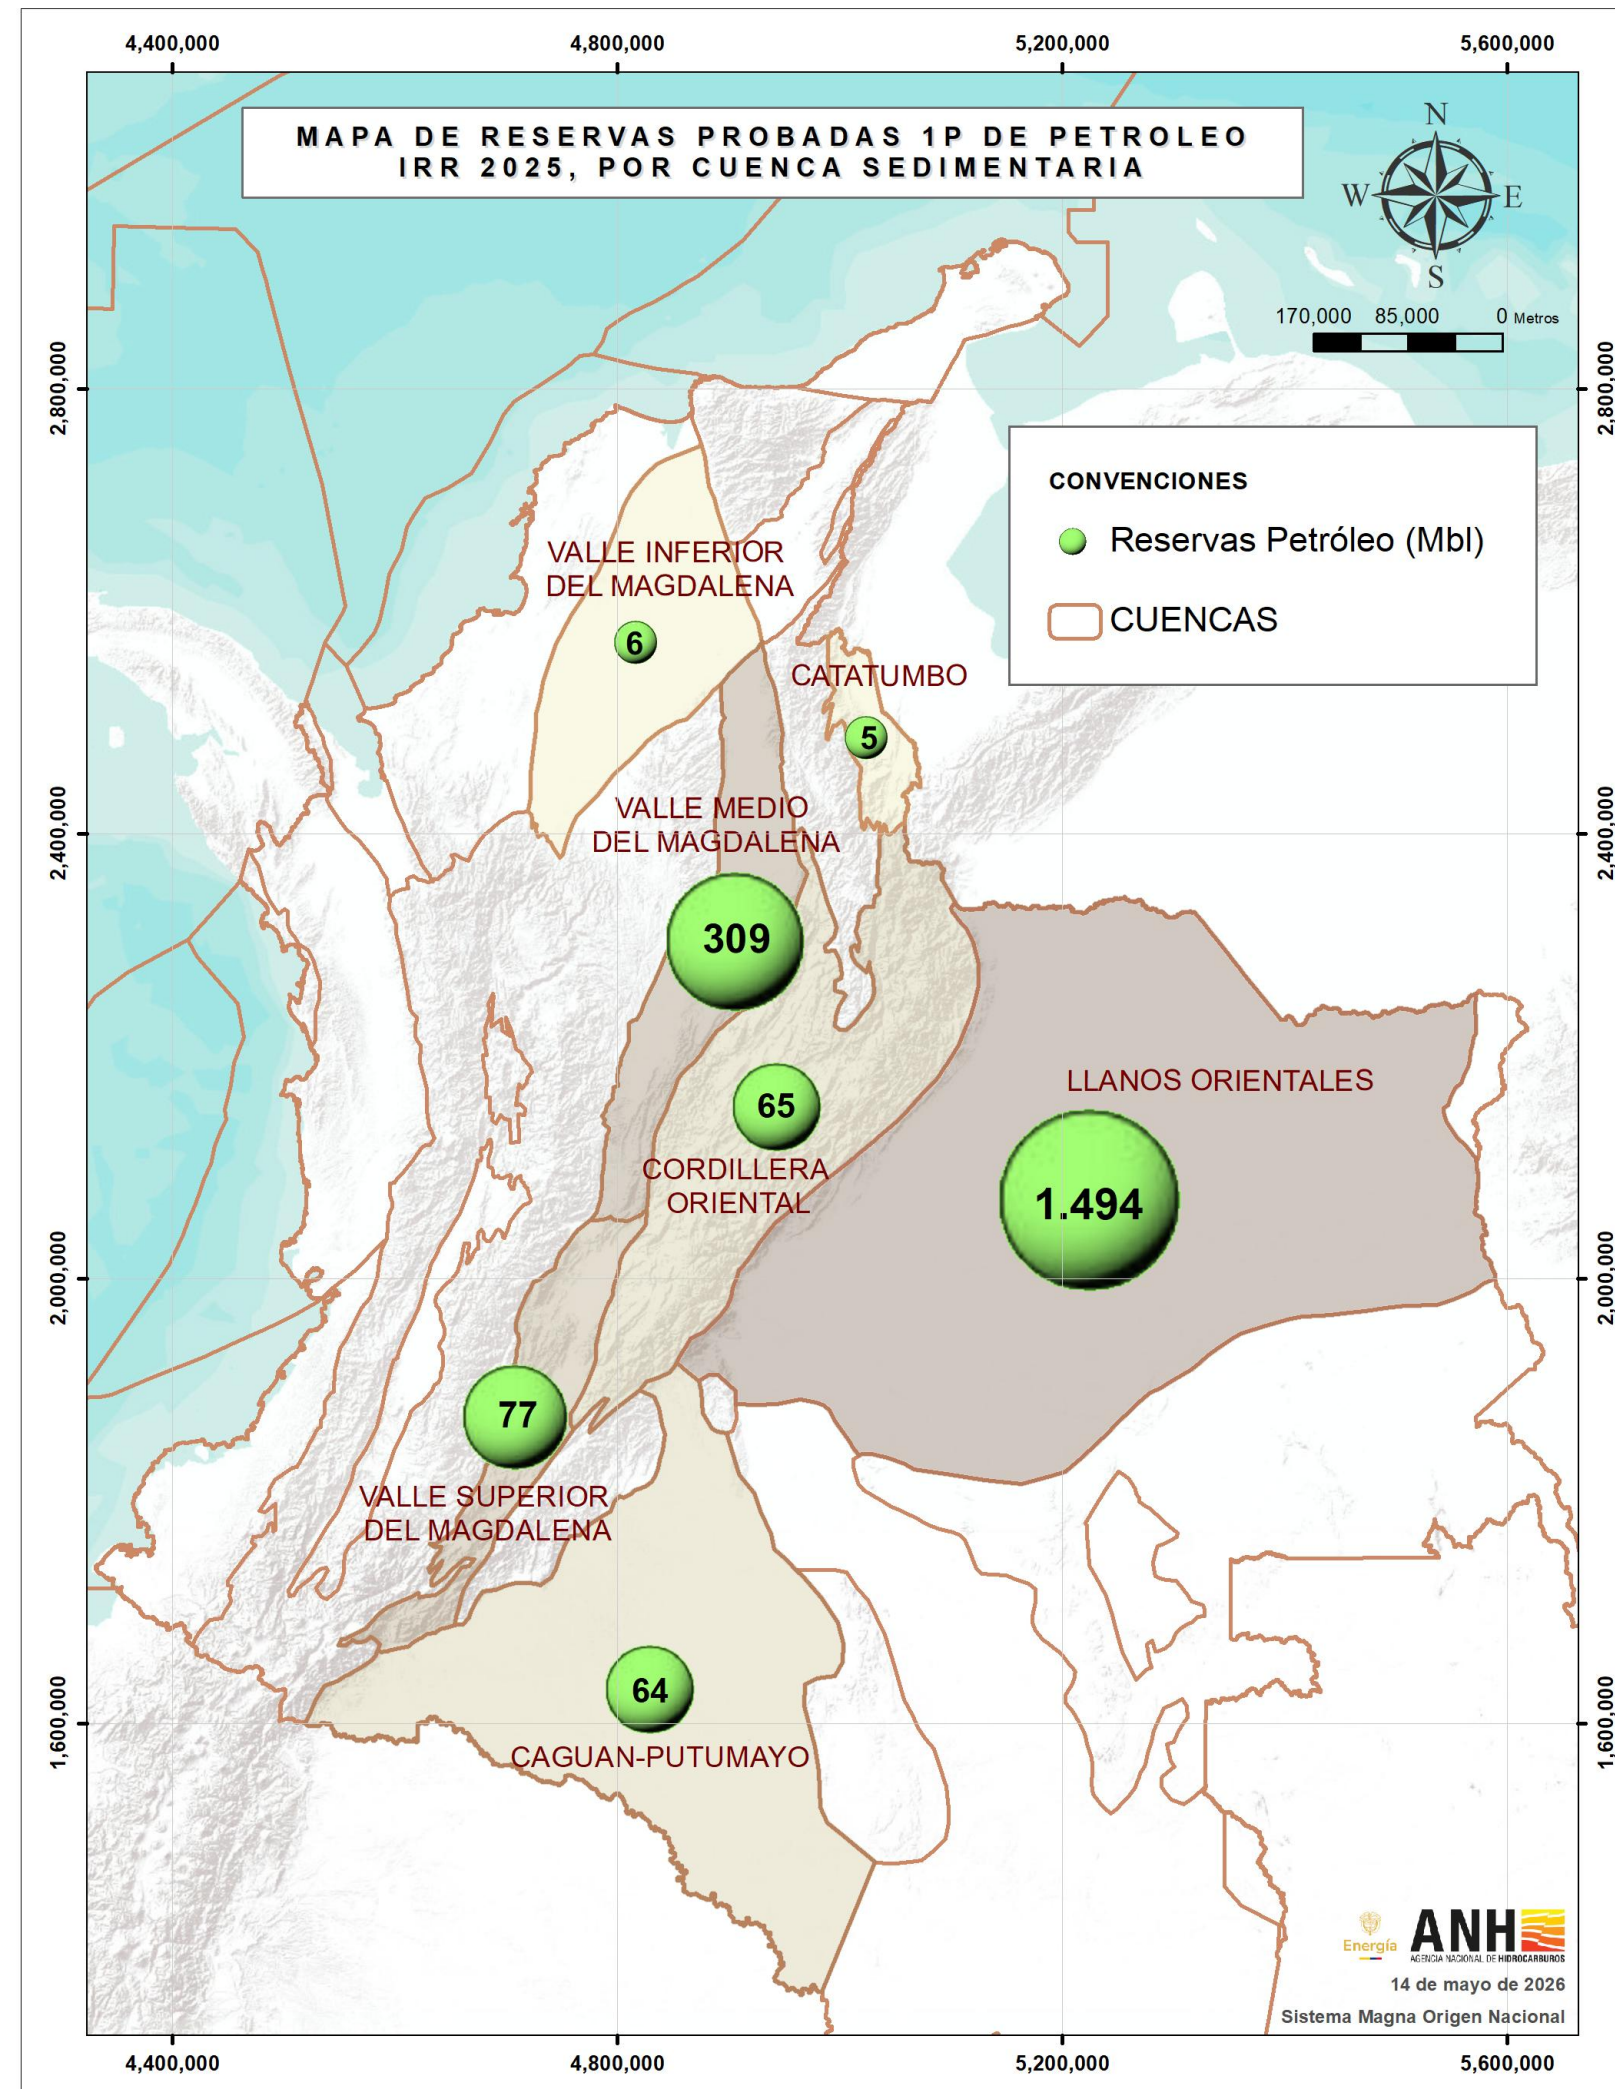 4,400,000 4,800,000 5,200,000 5,600,000
MAPA DE RESERVAS PROBADAS 1P DE PETROLEO
IRR 2025, POR CUENCA SEDIMENTARIA
N
W E
S
170,000 85,000 0 Metros
2,800,000 2,800,000
CONVENCIONES
Reservas Petróleo (Mbl)
CUENCAS
VALLE INFERIOR
DEL MAGDALENA
6
CATATUMBO
5
2,400,000 2,400,000
VALLE MEDIO
DEL MAGDALENA
309
LLANOS ORIENTALES
65
CORDILLERA
ORIENTAL
1.494
2,000,000 2,000,000
77
VALLE SUPERIOR
DEL MAGDALENA
64
1,600,000 1,600,000
CAGUAN-PUTUMAYO
Energía
ANH
AGENCIA NACIONAL DE HIDROCARBUROS
14 de mayo de 2026
Sistema Magna Origen Nacional
4,400,000 4,800,000 5,200,000 5,600,000